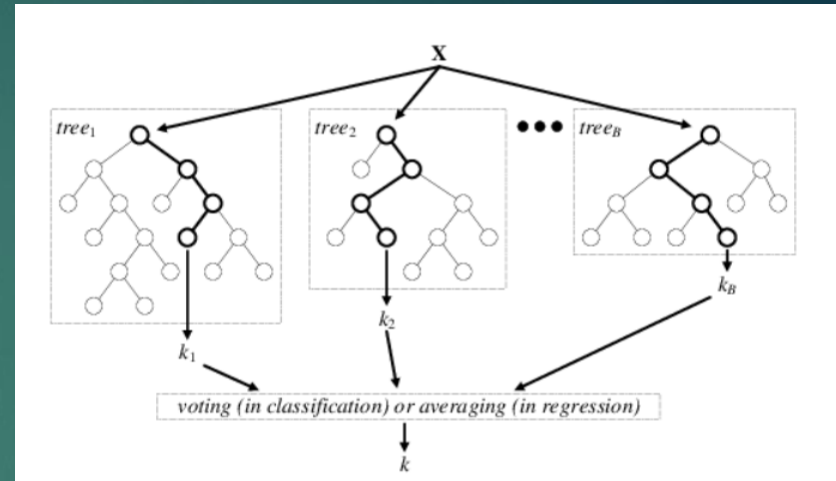 X
tree₁
tree₂
••• tree_B
k_B
k₂
k₁
voting (in classification) or averaging (in regression)
k